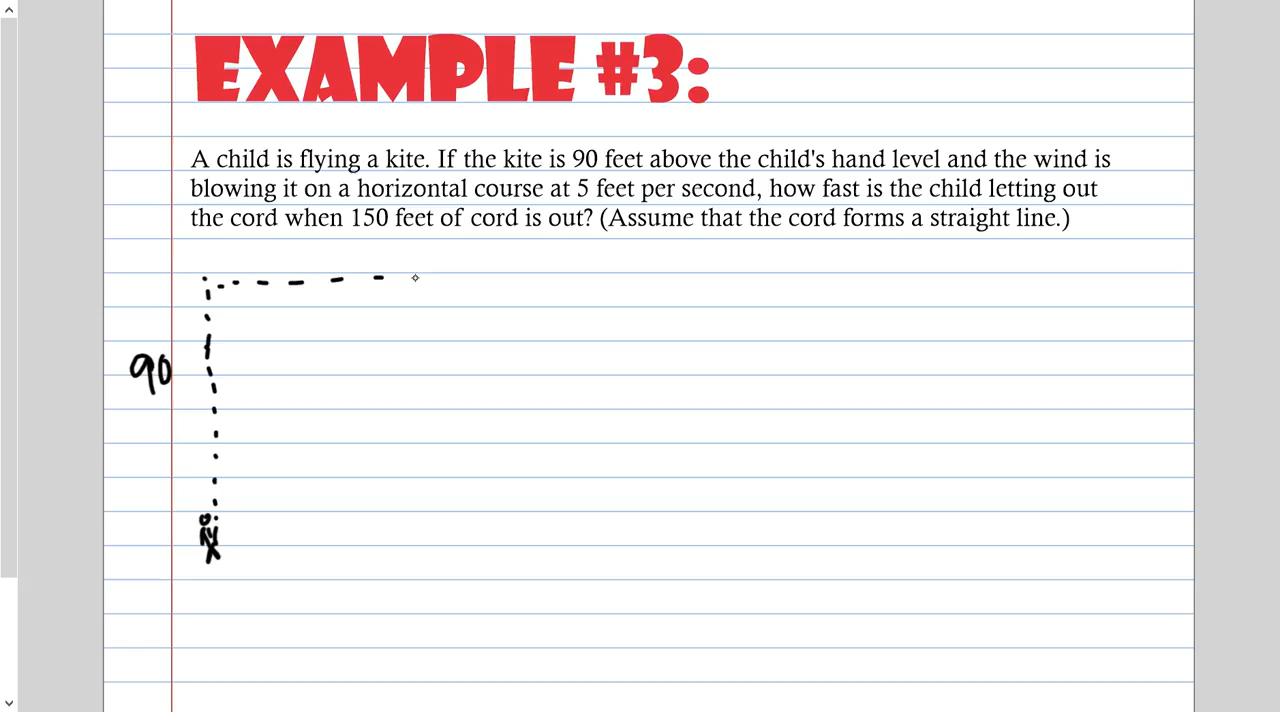 EXAMPLE #3:
A child is flying a kite. If the kite is 90 feet above the child's hand level and the wind is
blowing it on a horizontal course at 5 feet per second, how fast is the child letting out
the cord when 150 feet of cord is out? (Assume that the cord forms a straight line.)
90